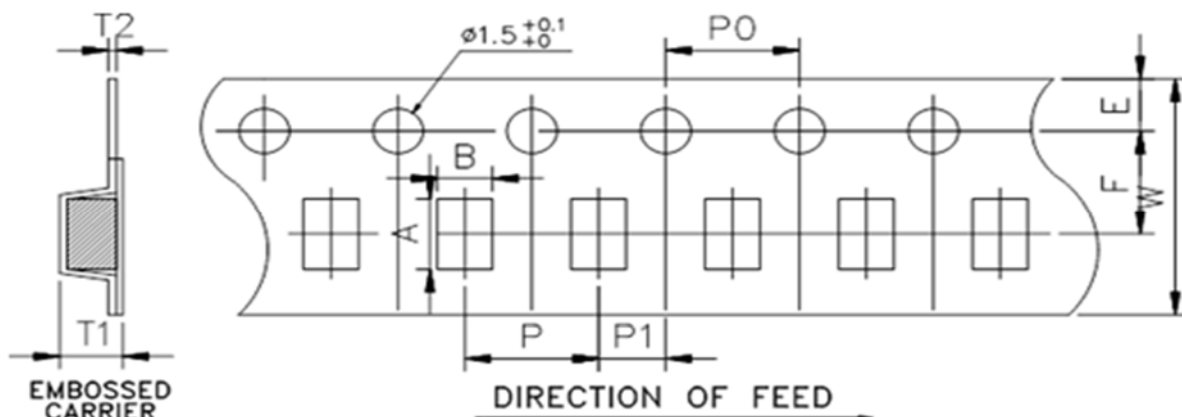 T2
ø1.5 +0.1 +0
P0
E
B
F
W
A
T1
P
P1
EMBOSSED
CARRIER
DIRECTION OF FEED